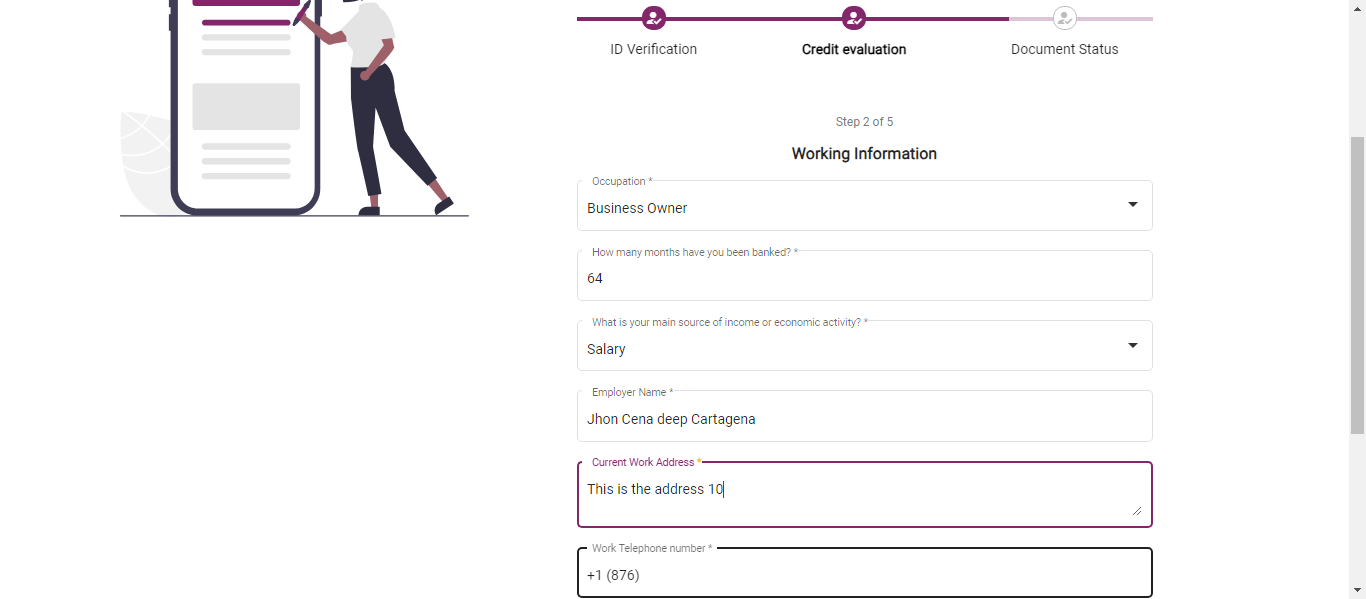 ID Verification
Credit evaluation
Document Status
Step 2 of 5
Working Information
Occupation *
Business Owner
How many months have you been banked? *
64
What is your main source of income or economic activity? *
Salary
Employer Name *
Jhon Cena deep Cartagena
Current Work Address *
This is the address 10
Work Telephone number *
+1 (876)